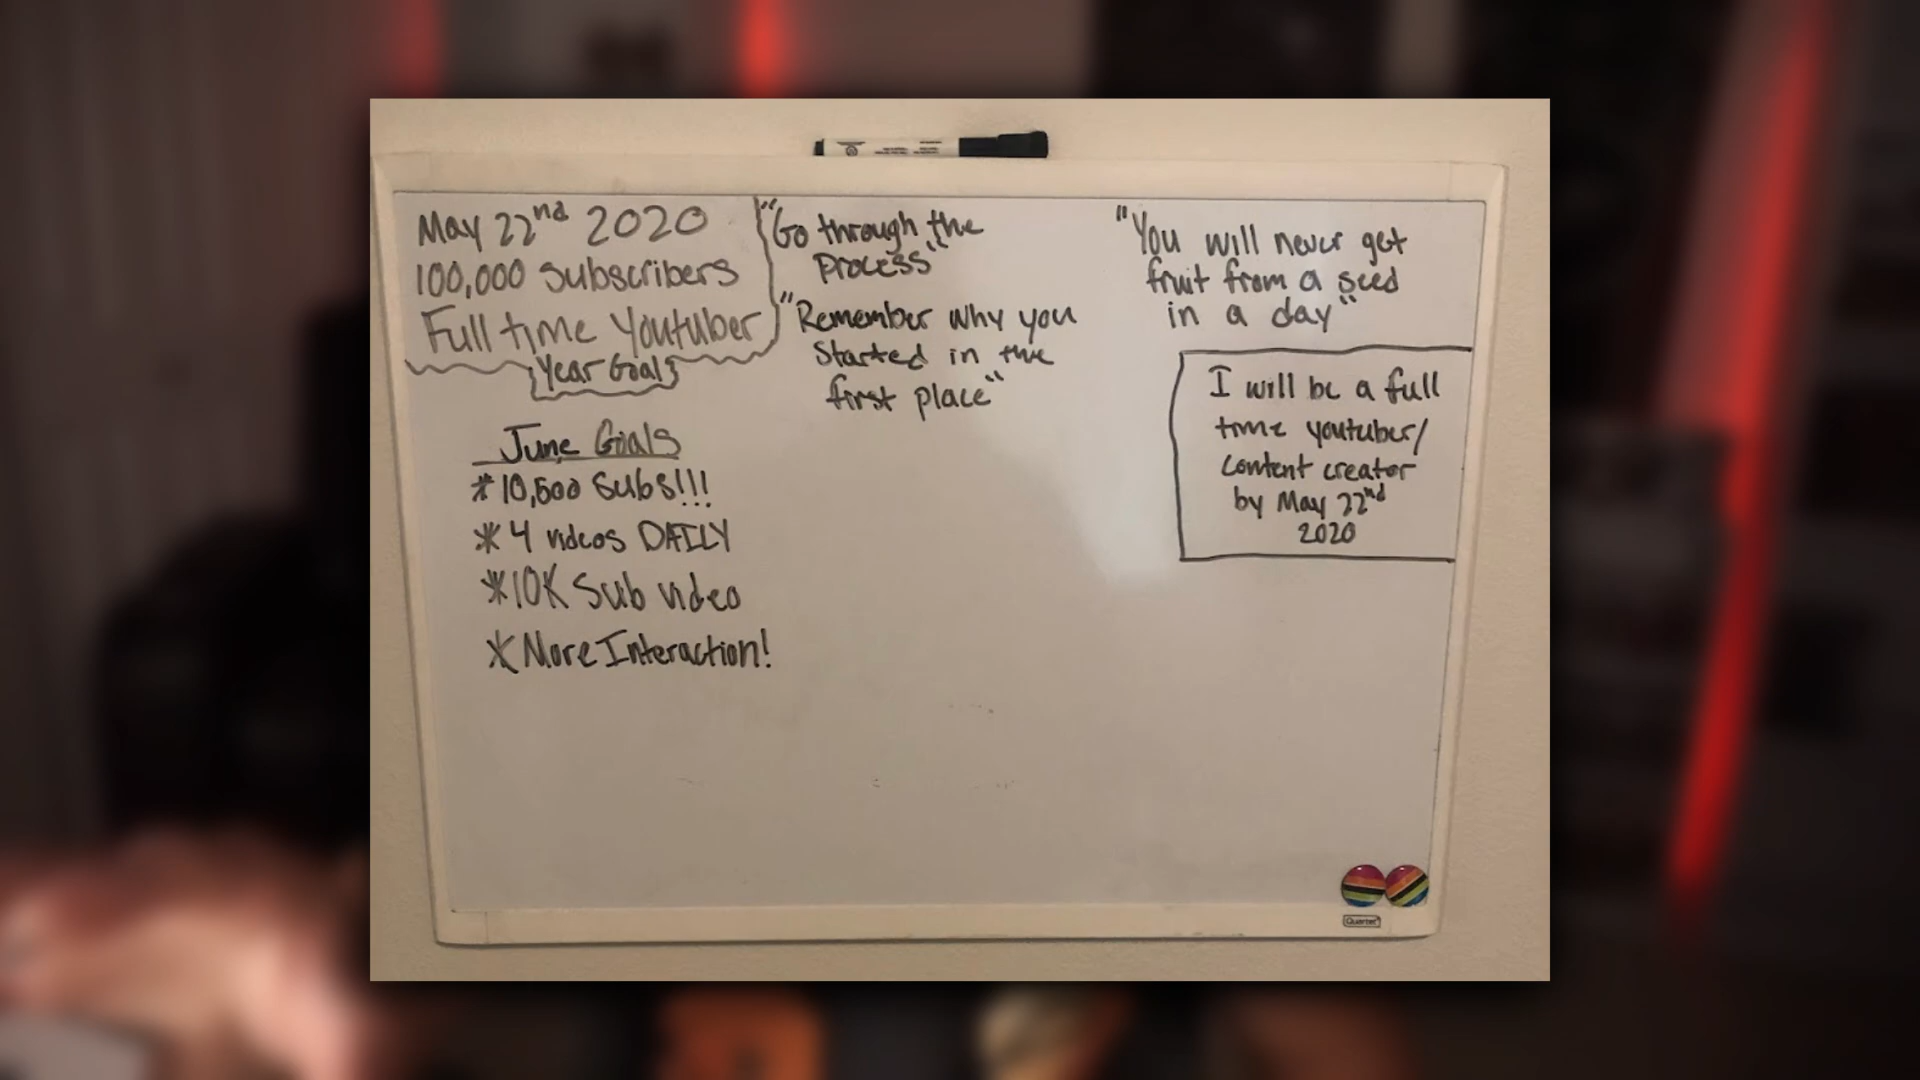 May 22nd 2020
100,000 subscribers
Full time Youtuber
Year Goals
June Goals
* 10,500 Subs!!!
* 4 videos DAILY
* 10K Sub video
* More Interaction!
"Go through the
process"
"Remember why you
started in the
first place"
"You will never get
fruit from a seed
in a day"
I will be a full
time youtuber/
content creator
by May 22nd
2020
Quartet